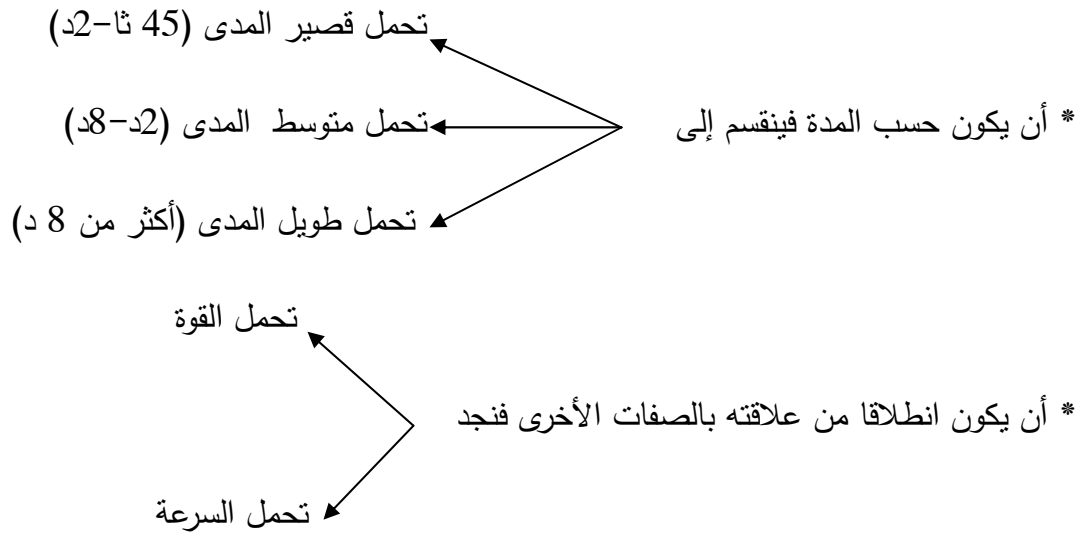 تحمل قصير المدى (45 ثا-2د)
* أن يكون حسب المدة فينقسم إلى
تحمل متوسط المدى (2د-8د)
تحمل طويل المدى (أكثر من 8 د)
تحمل القوة
* أن يكون انطلاقا من علاقته بالصفات الأخرى فنجد
تحمل السرعة